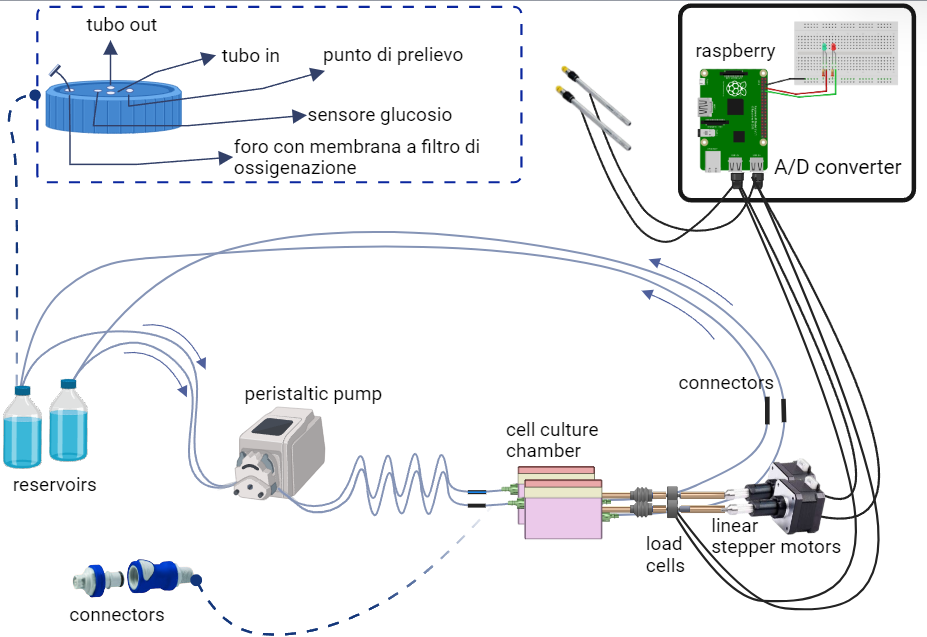 tubo out
tubo in
punto di prelievo
sensore glucosio
foro con membrana a filtro di
ossigenazione
raspberry
A/D converter
connectors
peristaltic pump
cell culture
chamber
reservoirs
linear
stepper motors
load
cells
connectors